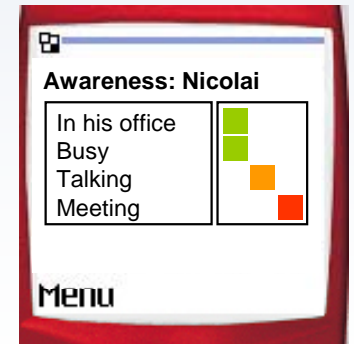 Awareness: Nicolai
In his office
Busy
Talking
Meeting
Menu